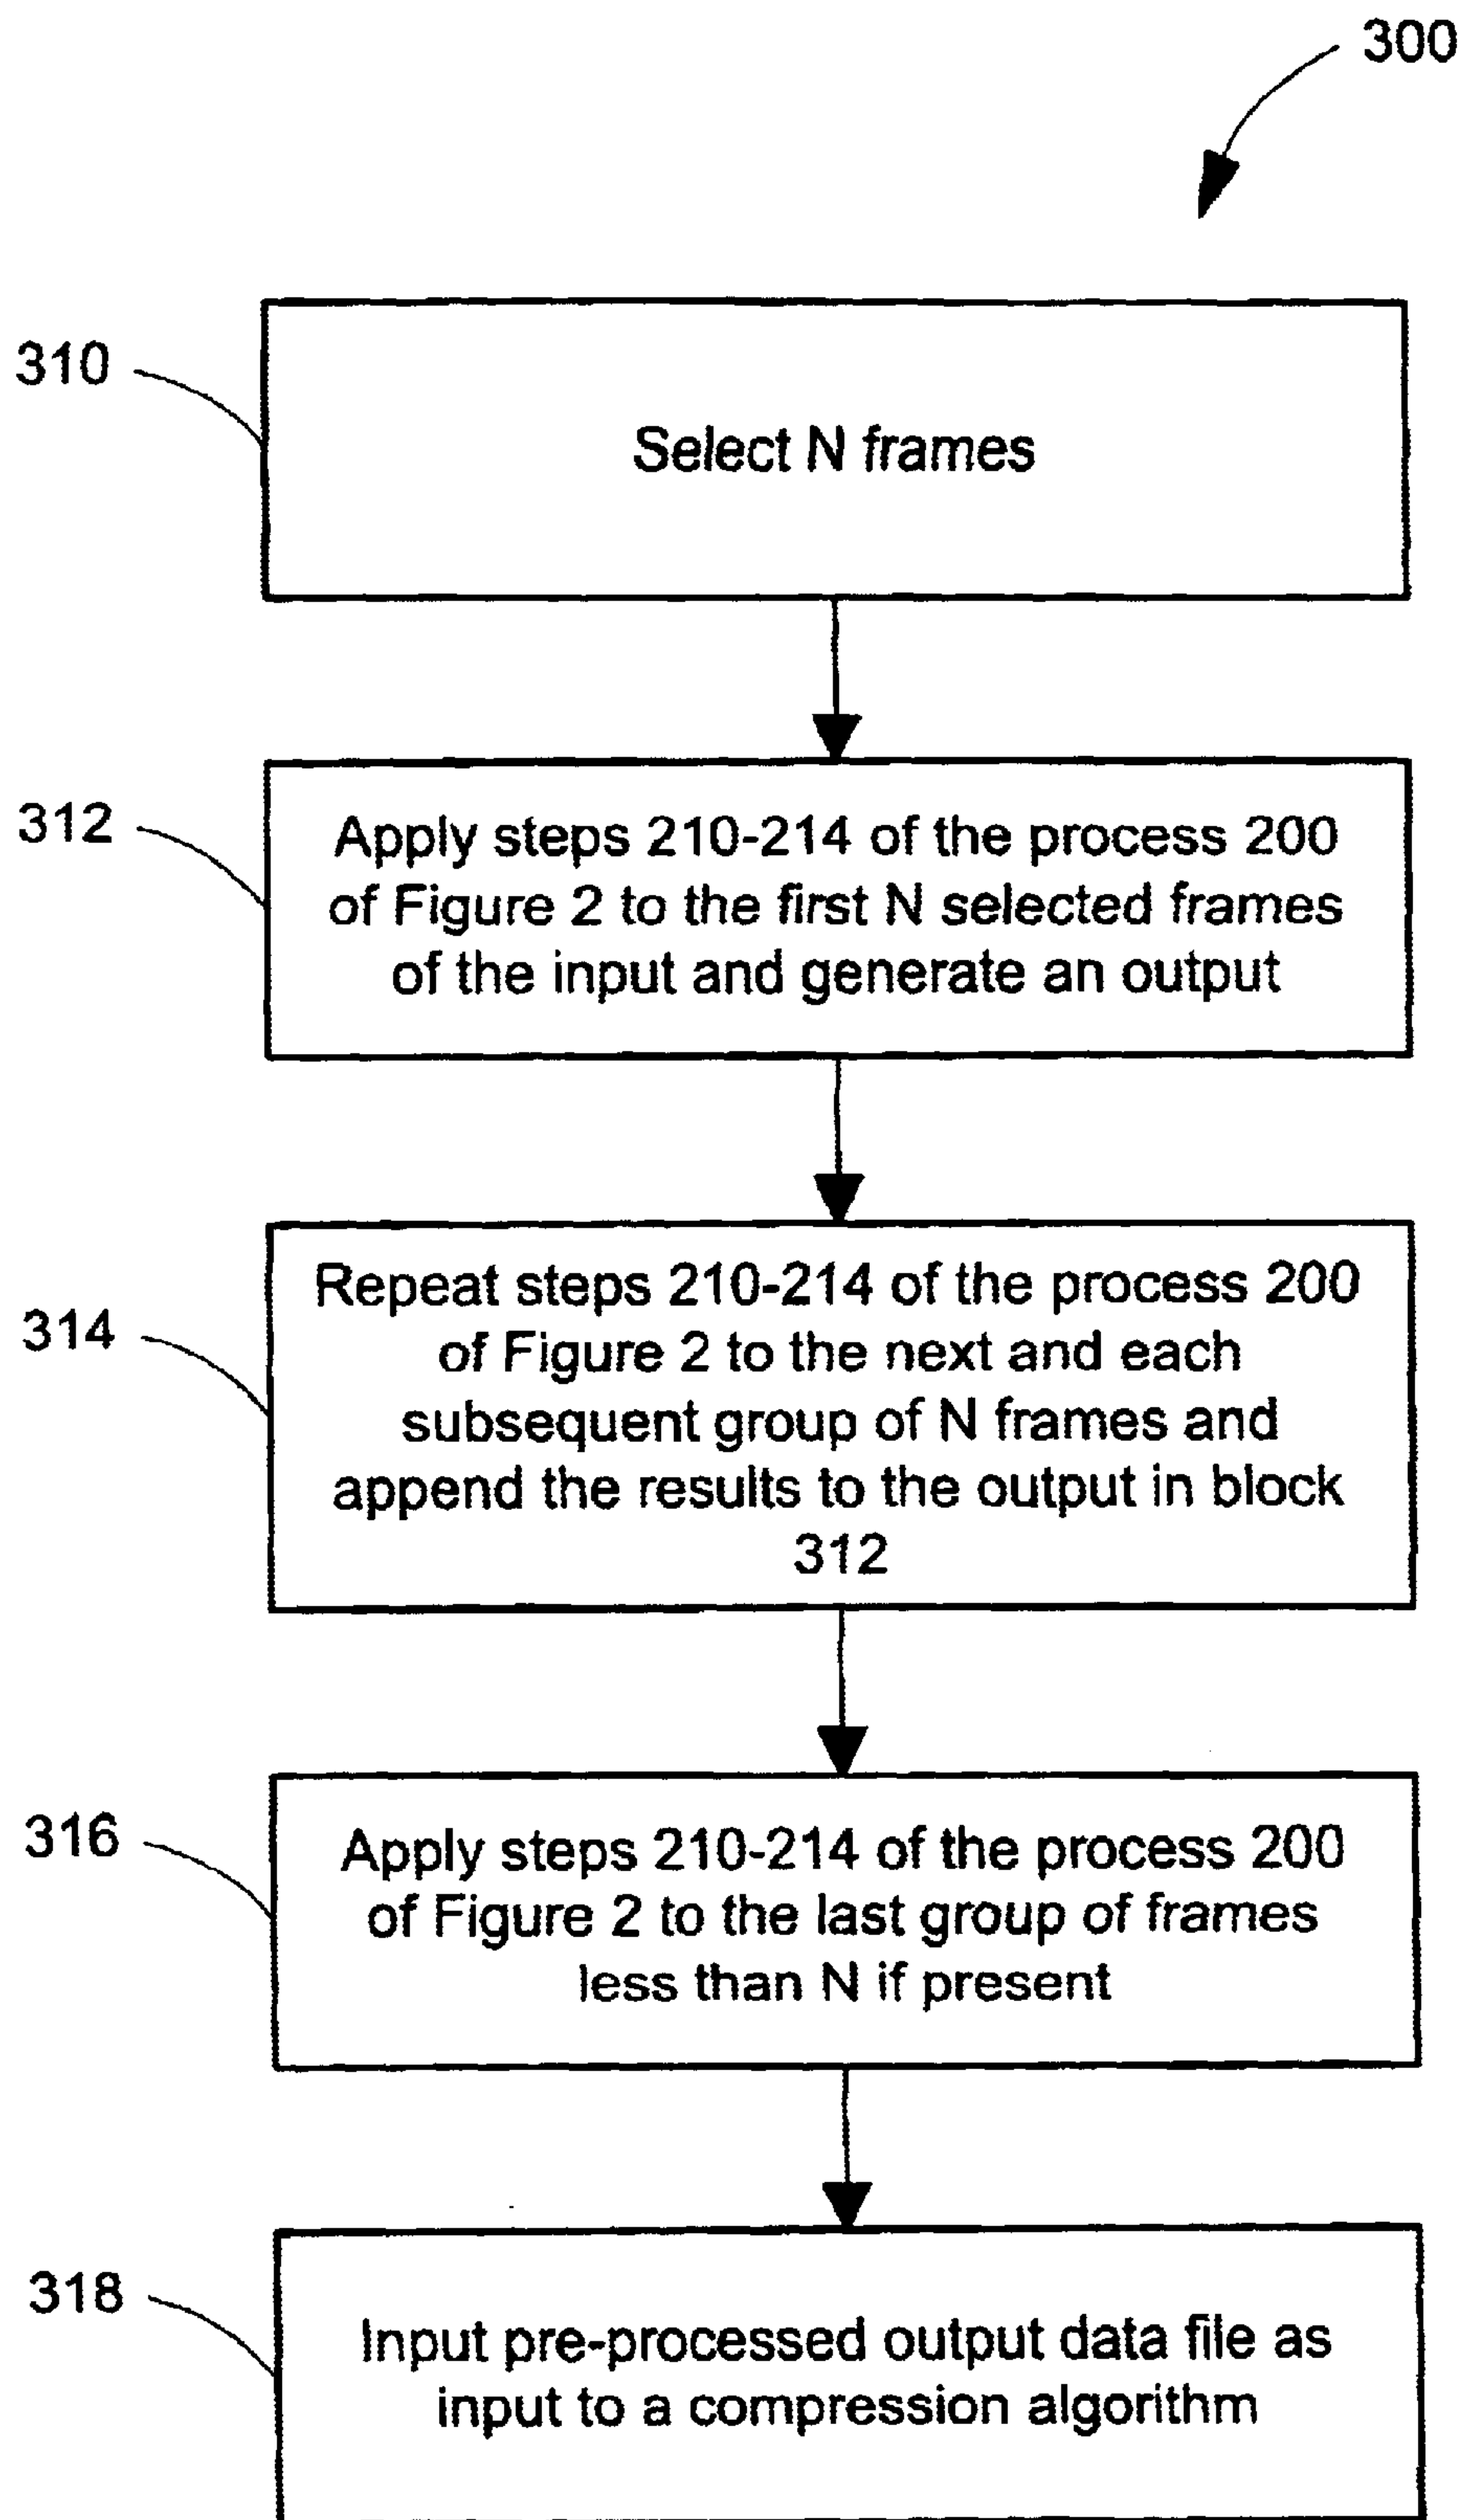 300
310
Select N frames
312
Apply steps 210-214 of the process 200
of Figure 2 to the first N selected frames
of the input and generate an output
314
Repeat steps 210-214 of the process 200
of Figure 2 to the next and each
subsequent group of N frames and
append the results to the output in block
312
316
Apply steps 210-214 of the process 200
of Figure 2 to the last group of frames
less than N if present
318
Input pre-processed output data file as
input to a compression algorithm